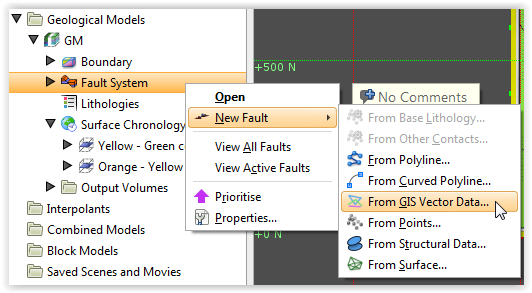 Geological Models
GM
Boundary
Fault System
Lithologies
Surface Chronology
Yellow - Green c
Orange - Yellow
Output Volumes
Interpolants
Combined Models
Block Models
Saved Scenes and Movies
Open
New Fault
View All Faults
View Active Faults
Prioritise
Properties...
+500 N
No Comments
From Base Lithology...
From Other Contacts...
From Polyline...
From Curved Polyline...
From GIS Vector Data...
From Points...
From Structural Data...
From Surface...
+0 N